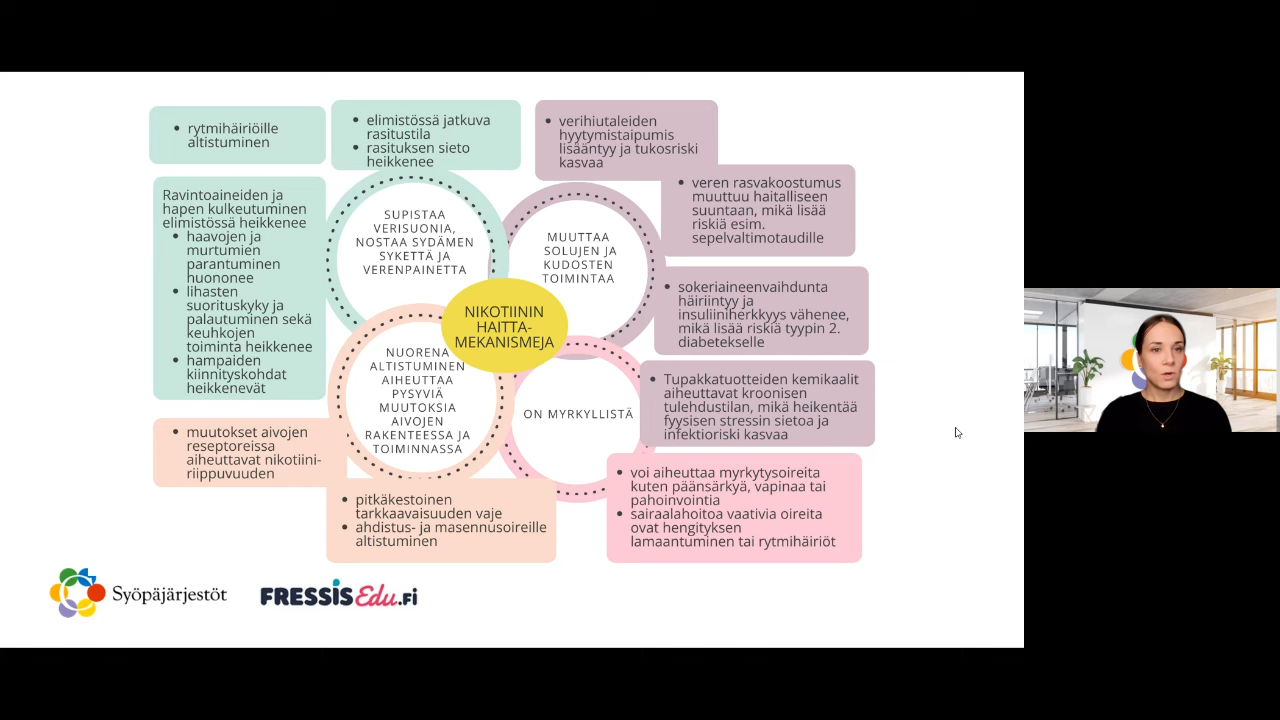 rytmihäiriöille
altistuminen
elimistössä jatkuva
rasitustila
rasituksen sieto
heikkenee
verihiutaleiden
hyytymistaipumis
lisääntyy ja tukosriski
kasvaa
veren rasvakoostumus
muuttuu haitalliseen
suuntaan, mikä lisää
riskiä esim.
sepelvaltimotaudille
Ravintoaineiden ja
hapen kulkeutuminen
elimistössä heikkenee
haavojen ja
murtumien
parantuminen
huononee
lihasten
suorituskyky ja
palautuminen sekä
keuhkojen
toiminta heikkenee
hampaiden
kiinnityskohdat
heikkenevät
SUPISTAA
VERISUONIA,
NOSTAA SYDÄMEN
SYKETTÄ JA
VERENPAINETTA
MUUTTAA
SOLUJEN JA
KUDOSTEN
TOIMINTAA
sokeriaineenvaihdunta
häiriintyy ja
insuliiniherkkyys vähenee,
mikä lisää riskiä tyypin 2.
diabetekselle
NIKOTIININ
HAITTA-
MEKANISMEJA
NUORENA
ALTISTUMINEN
AIHEUTTAA
PYSYVIÄ
MUUTOKSIA
AIVOJEN
RAKENTEESSA JA
TOIMINNASSA
ON MYRKYLLISTÄ
Tupakkatuotteiden kemikaalit
aiheuttavat kroonisen
tulehdustilan, mikä heikentää
fyysisen stressin sietoa ja
infektioriski kasvaa
muutokset aivojen
reseptoreissa
aiheuttavat nikotiini-
riippuvuuden
pitkäkestoinen
tarkkaavaisuuden vaje
ahdistus- ja masennusoireille
altistuminen
voi aiheuttaa myrkytysoireita
kuten päänsärkyä, vapinaa tai
pahoinvointia
sairaalahoitoa vaativia oireita
ovat hengityksen
lamaantuminen tai rytmihäiriöt
Syöpäjärjestöt
FRESSIS Edu.FI